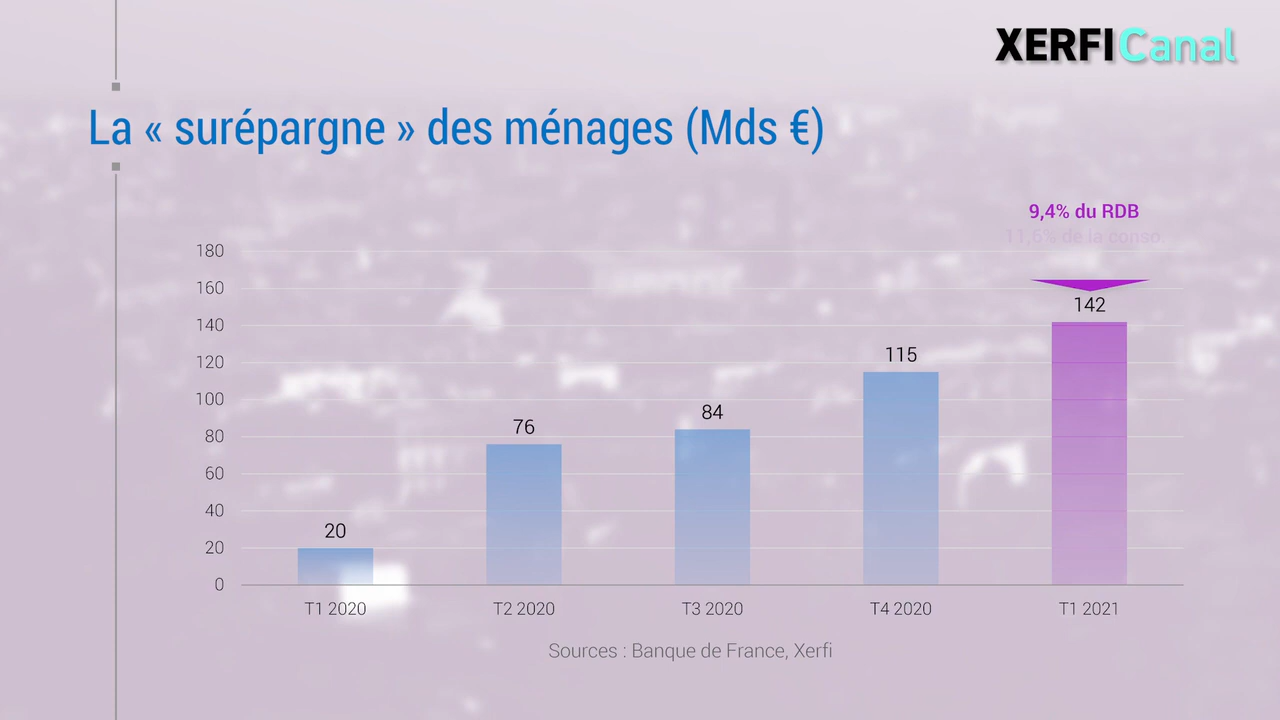 XERFI Canal
La « surépargne » des ménages (Mds €)
9,4% du RDB
11,6% de la conso.
180
160
140
120
100
80
60
40
20
0
20
76
84
115
142
T1 2020
T2 2020
T3 2020
T4 2020
T1 2021
Sources : Banque de France, Xerfi